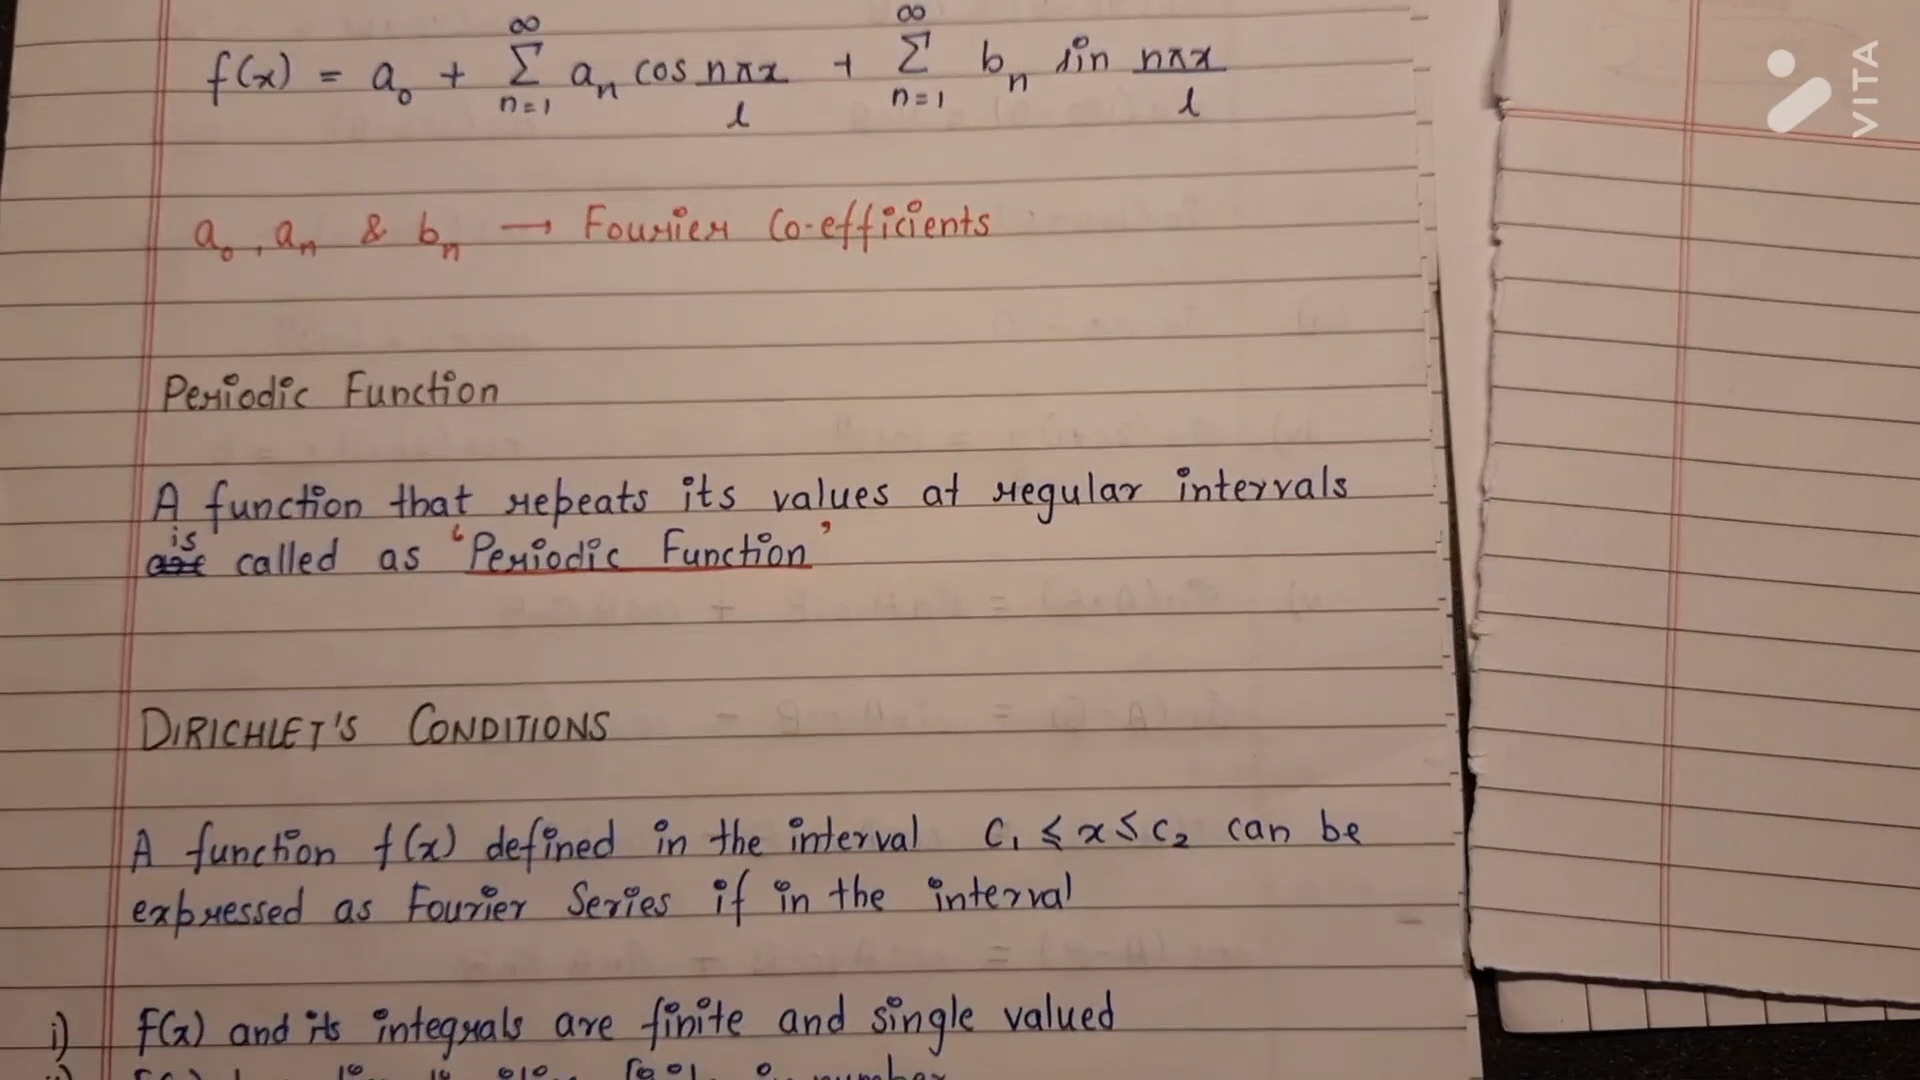 f(x) = a₀ + ∞ Σ n=1 aₙ cos nπx/l + ∞ Σ n=1 bₙ sin nπx/l
a₀, aₙ & bₙ → Fourier Co-efficients
Periodic Function
A function that repeats its values at regular intervals
is called as 'Periodic Function'
DIRICHLET'S CONDITIONS
A function f(x) defined in the interval C₁ ≤ x ≤ C₂ can be
expressed as Fourier Series if in the interval
i) f(x) and its integrals are finite and single valued
VITA